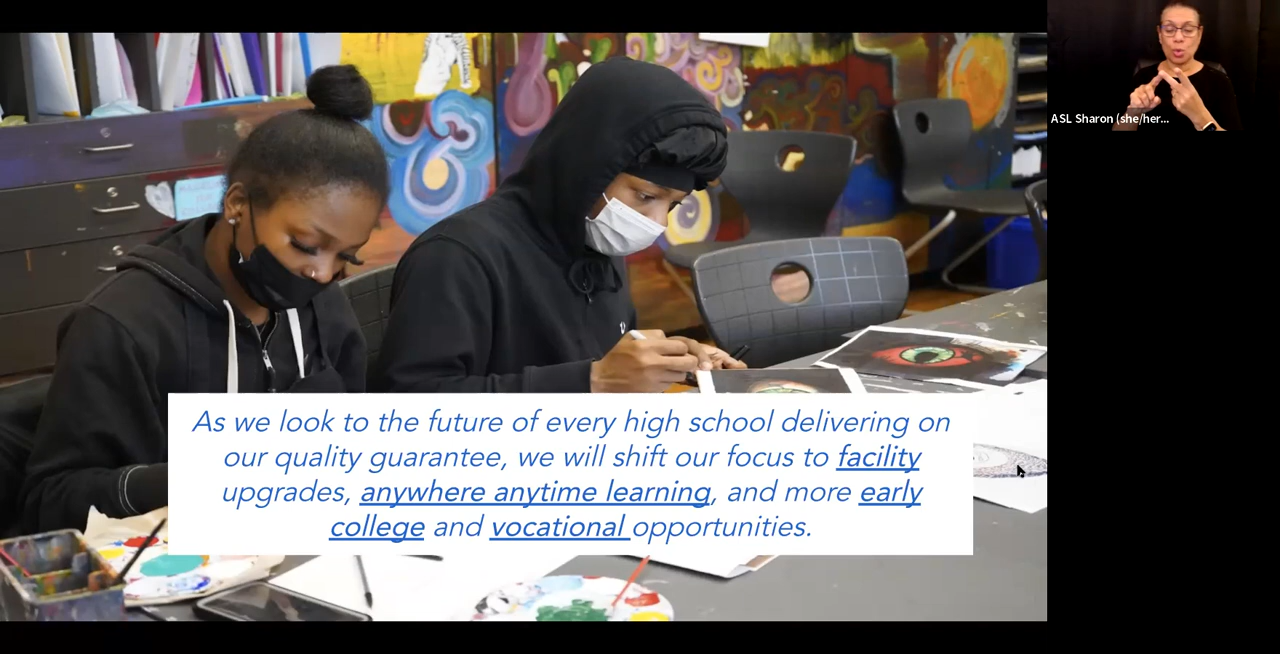 As we look to the future of every high school delivering on
our quality guarantee, we will shift our focus to facility
upgrades, anywhere anytime learning, and more early
college and vocational opportunities.
ASL Sharon (she/her...